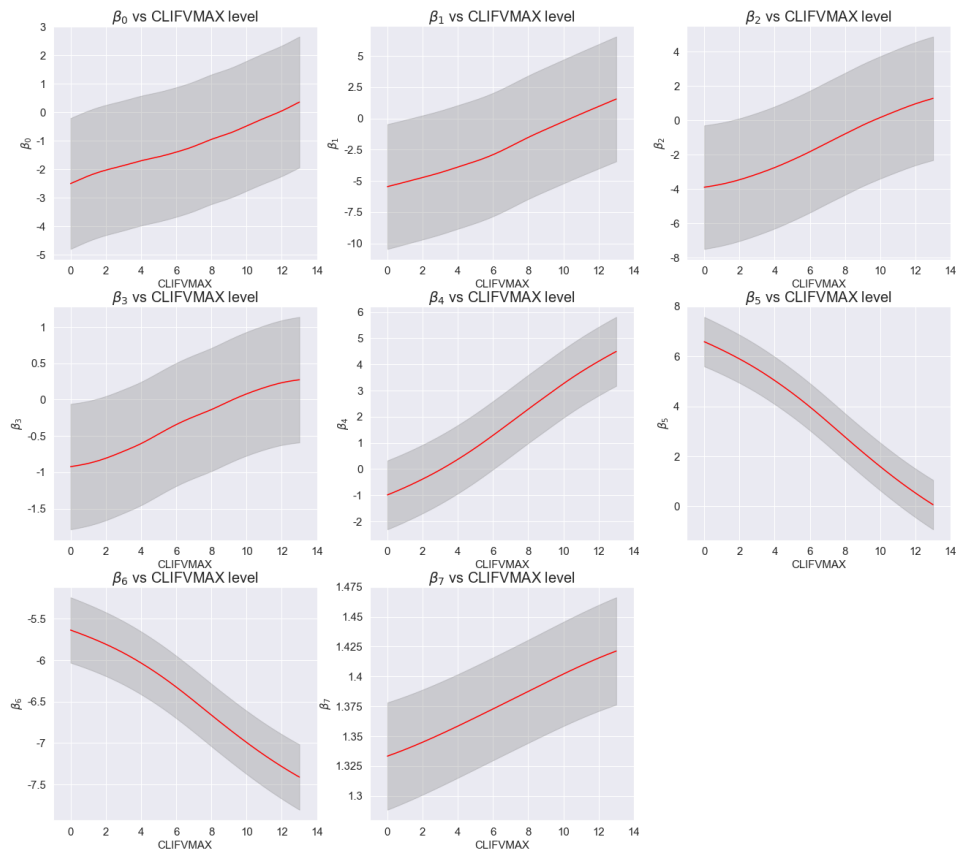 β0 vs CLIFVMAX level
3
2
1
0
-1
-2
-3
-4
-5
β0
0 2 4 6 8 10 12 14
CLIFVMAX
β1 vs CLIFVMAX level
5
2.5
0
-2.5
-5
-7.5
-10
β1
0 2 4 6 8 10 12 14
CLIFVMAX
β2 vs CLIFVMAX level
4
2
0
-2
-4
-6
-8
β2
0 2 4 6 8 10 12 14
CLIFVMAX
β3 vs CLIFVMAX level
1
0.5
0
-0.5
-1
-1.5
β3
0 2 4 6 8 10 12 14
CLIFVMAX
β4 vs CLIFVMAX level
6
5
4
3
2
1
0
-1
-2
β4
0 2 4 6 8 10 12 14
CLIFVMAX
β5 vs CLIFVMAX level
8
6
4
2
0
β5
0 2 4 6 8 10 12 14
CLIFVMAX
β6 vs CLIFVMAX level
-5.5
-6
-6.5
-7
-7.5
β6
0 2 4 6 8 10 12 14
CLIFVMAX
β7 vs CLIFVMAX level
1.475
1.45
1.425
1.4
1.375
1.35
1.325
1.3
β7
0 2 4 6 8 10 12 14
CLIFVMAX